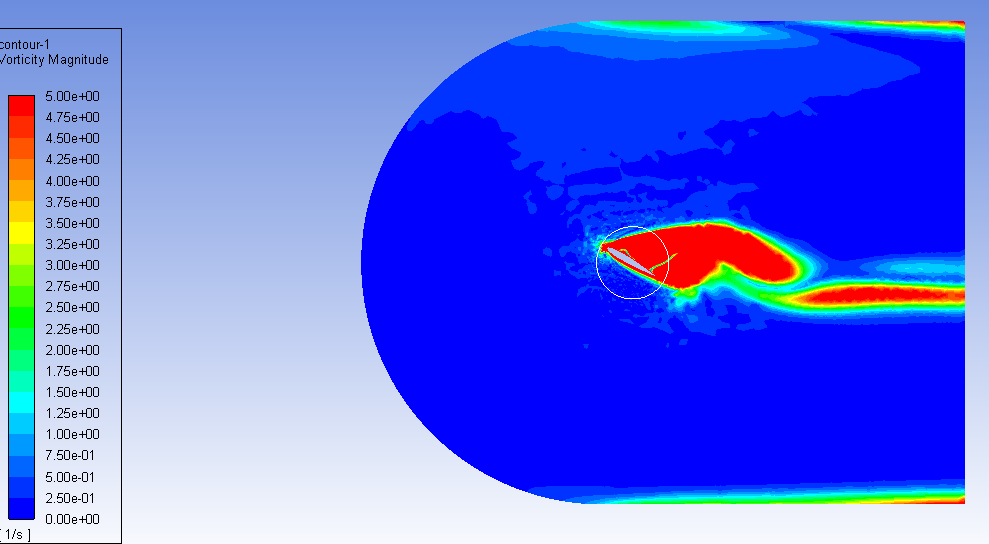 contour-1
Vorticity Magnitude
5.00e+00
4.75e+00
4.50e+00
4.25e+00
4.00e+00
3.75e+00
3.50e+00
3.25e+00
3.00e+00
2.75e+00
2.50e+00
2.25e+00
2.00e+00
1.75e+00
1.50e+00
1.25e+00
1.00e+00
7.50e-01
5.00e-01
2.50e-01
0.00e+00
[ 1/s ]